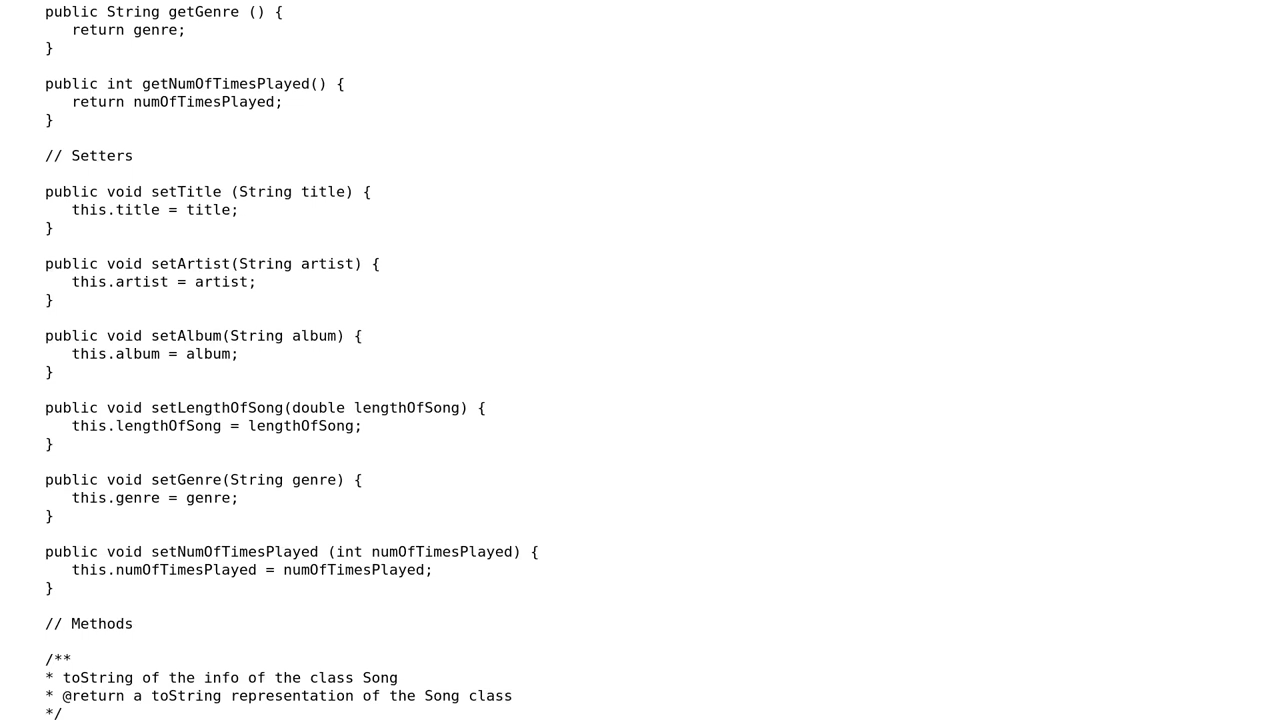 public String getGenre () {
   return genre;
}

public int getNumOfTimesPlayed() {
   return numOfTimesPlayed;
}

// Setters

public void setTitle (String title) {
   this.title = title;
}

public void setArtist(String artist) {
   this.artist = artist;
}

public void setAlbum(String album) {
   this.album = album;
}

public void setLengthOfSong(double lengthOfSong) {
   this.lengthOfSong = lengthOfSong;
}

public void setGenre(String genre) {
   this.genre = genre;
}

public void setNumOfTimesPlayed (int numOfTimesPlayed) {
   this.numOfTimesPlayed = numOfTimesPlayed;
}

// Methods

/**
* toString of the info of the class Song
* @return a toString representation of the Song class
*/